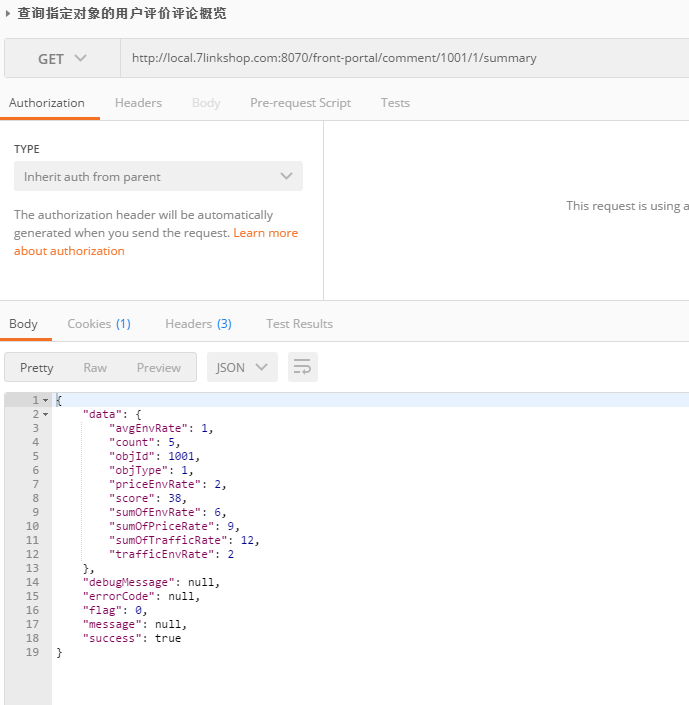 查询指定对象的用户评价评论概览
GET http://local.7linkshop.com:8070/front-portal/comment/1001/1/summary
Authorization Headers Body Pre-request Script Tests
TYPE
Inherit auth from parent
This request is using a
The authorization header will be automatically
generated when you send the request. Learn more
about authorization
Body Cookies (1) Headers (3) Test Results
Pretty Raw Preview JSON
1 {
2 "data": {
3 "avgEnvRate": 1,
4 "count": 5,
5 "objId": 1001,
6 "objType": 1,
7 "priceEnvRate": 2,
8 "score": 38,
9 "sumOfEnvRate": 6,
10 "sumOfPriceRate": 9,
11 "sumOfTrafficRate": 12,
12 "trafficEnvRate": 2
13 },
14 "debugMessage": null,
15 "errorCode": null,
16 "flag": 0,
17 "message": null,
18 "success": true
19 }